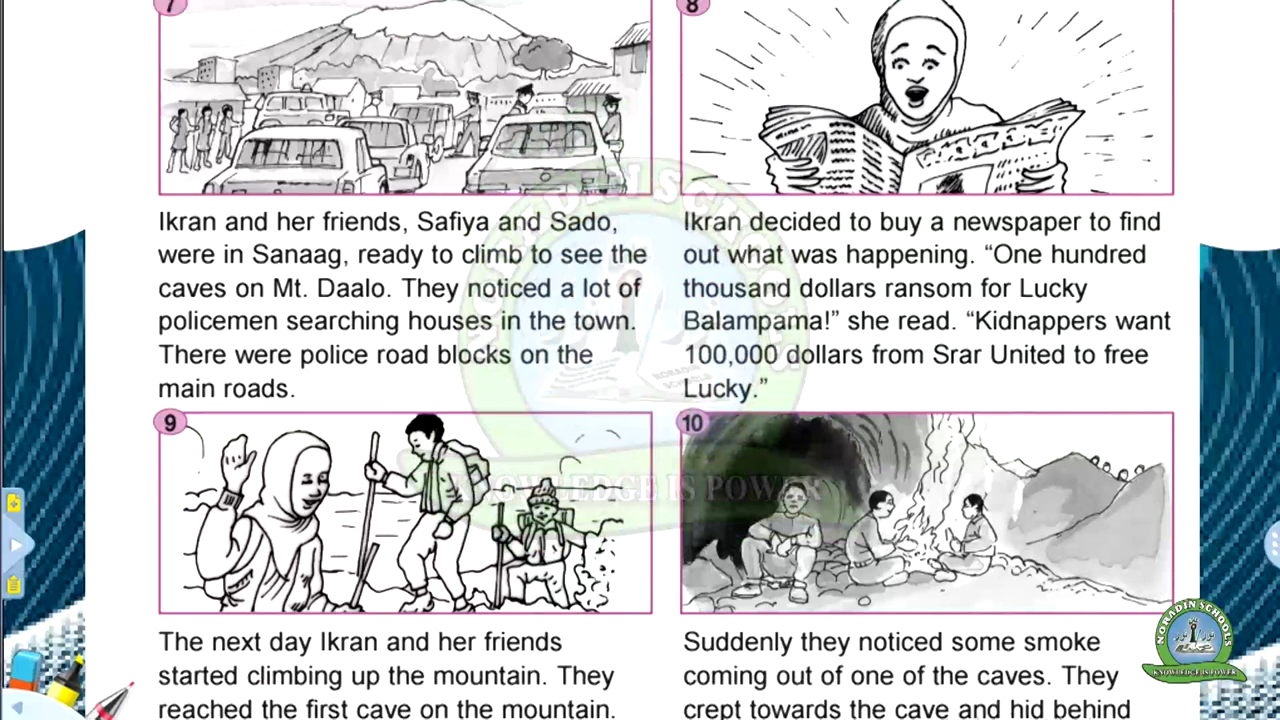 7
Ikran and her friends, Safiya and Sado,
were in Sanaag, ready to climb to see the
caves on Mt. Daalo. They noticed a lot of
policemen searching houses in the town.
There were police road blocks on the
main roads.
8
Ikran decided to buy a newspaper to find
out what was happening. “One hundred
thousand dollars ransom for Lucky
Balampama!” she read. “Kidnappers want
100,000 dollars from Srar United to free
Lucky.”
9
The next day Ikran and her friends
started climbing up the mountain. They
reached the first cave on the mountain.
10
Suddenly they noticed some smoke
coming out of one of the caves. They
crept towards the cave and hid behind
NORADIN SCHOOLS
KNOWLEDGE IS POWER
NORADIN SCHOOLS
KNOWLEDGE IS POWER